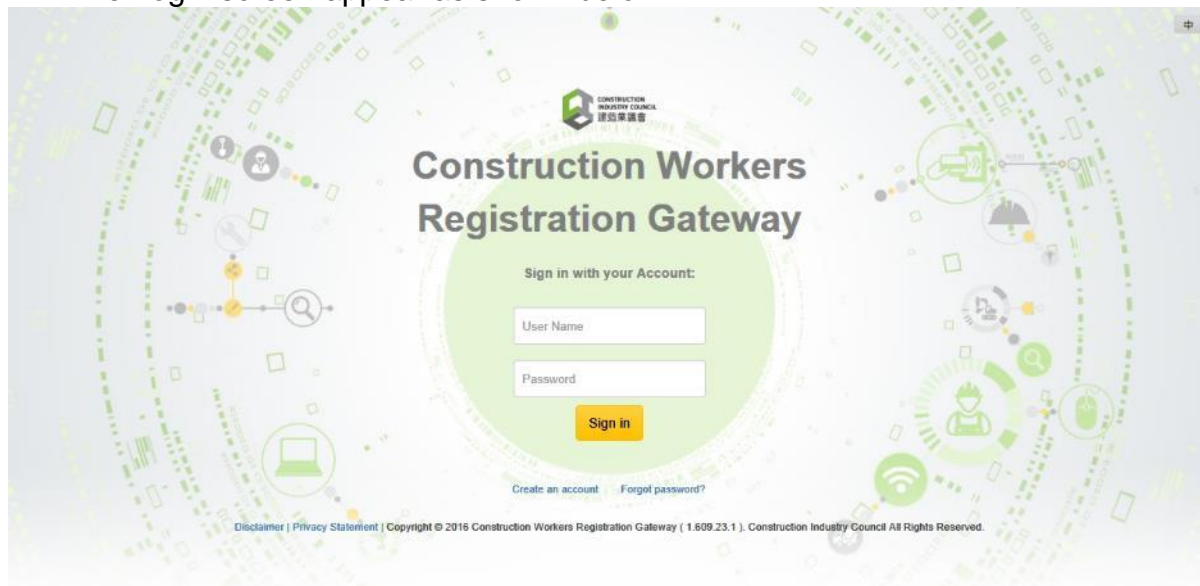 中
CONSTRUCTION
INDUSTRY COUNCIL
建造業議會
Construction Workers
Registration Gateway
Sign in with your Account:
User Name
Password
Sign in
Create an account | Forgot password?
Disclaimer | Privacy Statement | Copyright © 2016 Construction Workers Registration Gateway ( 1.609.23.1 ). Construction Industry Council All Rights Reserved.